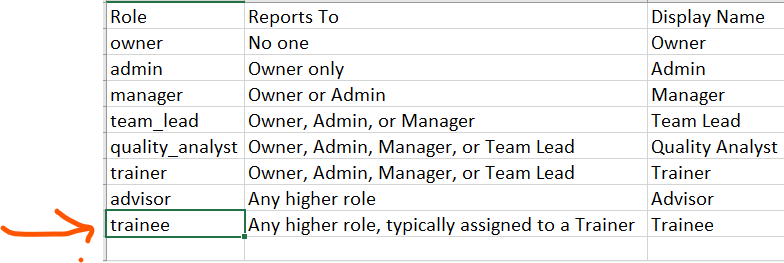 Role Reports To Display Name
owner No one Owner
admin Owner only Admin
manager Owner or Admin Manager
team_lead Owner, Admin, or Manager Team Lead
quality_analyst Owner, Admin, Manager, or Team Lead Quality Analyst
trainer Owner, Admin, Manager, or Team Lead Trainer
advisor Any higher role Advisor
trainee Any higher role, typically assigned to a Trainer Trainee